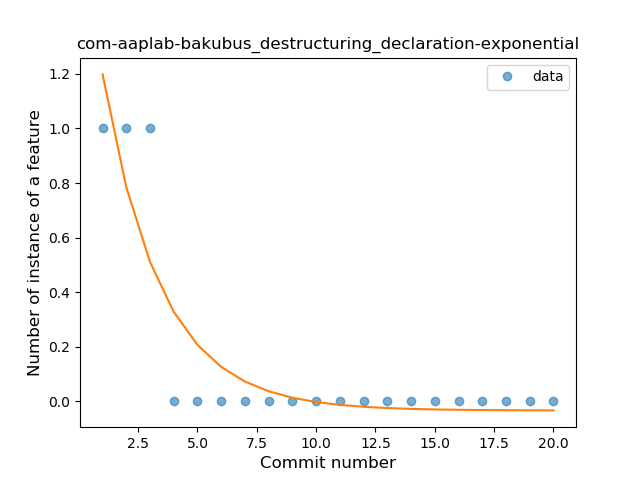 com-aaplab-bakubus_destructuring_declaration-exponential
data
Number of instance of a feature
1.2
1.0
0.8
0.6
0.4
0.2
0.0
2.5 5.0 7.5 10.0 12.5 15.0 17.5 20.0
Commit number